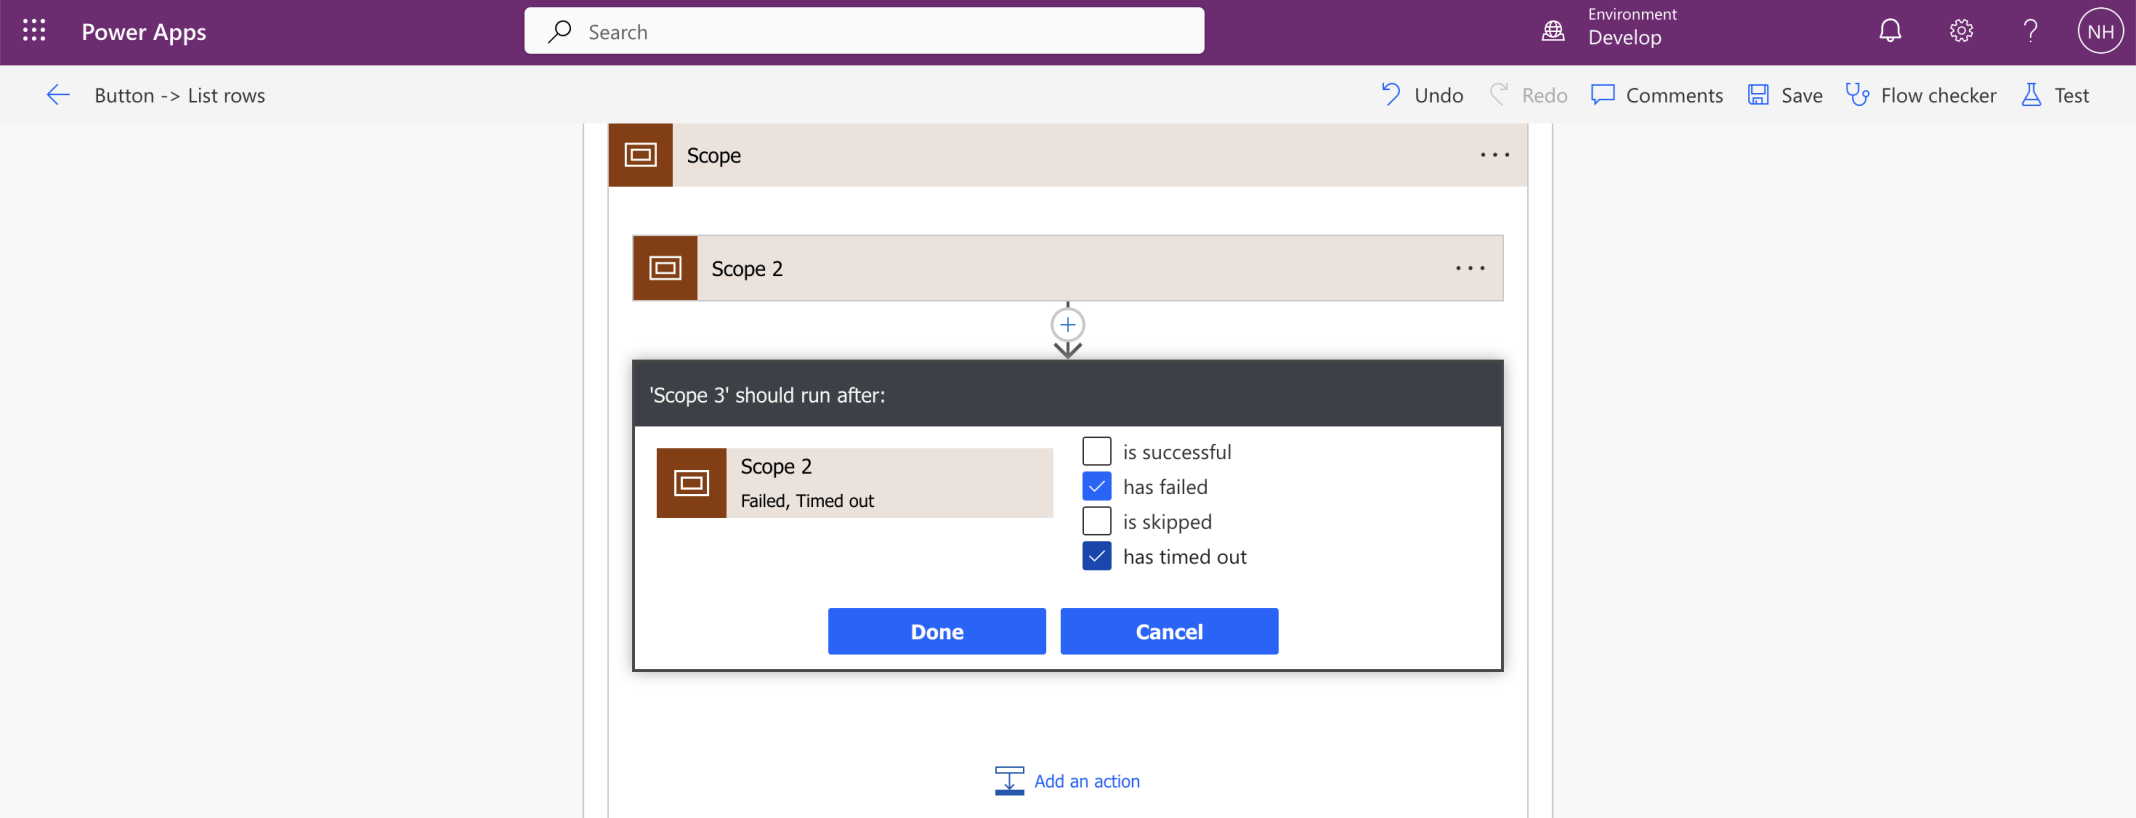 Power Apps
Search
Environment
Develop
NH
Button -> List rows
Undo
Redo
Comments
Save
Flow checker
Test
Scope
Scope 2
'Scope 3' should run after:
Scope 2
Failed, Timed out
is successful
has failed
is skipped
has timed out
Done
Cancel
Add an action